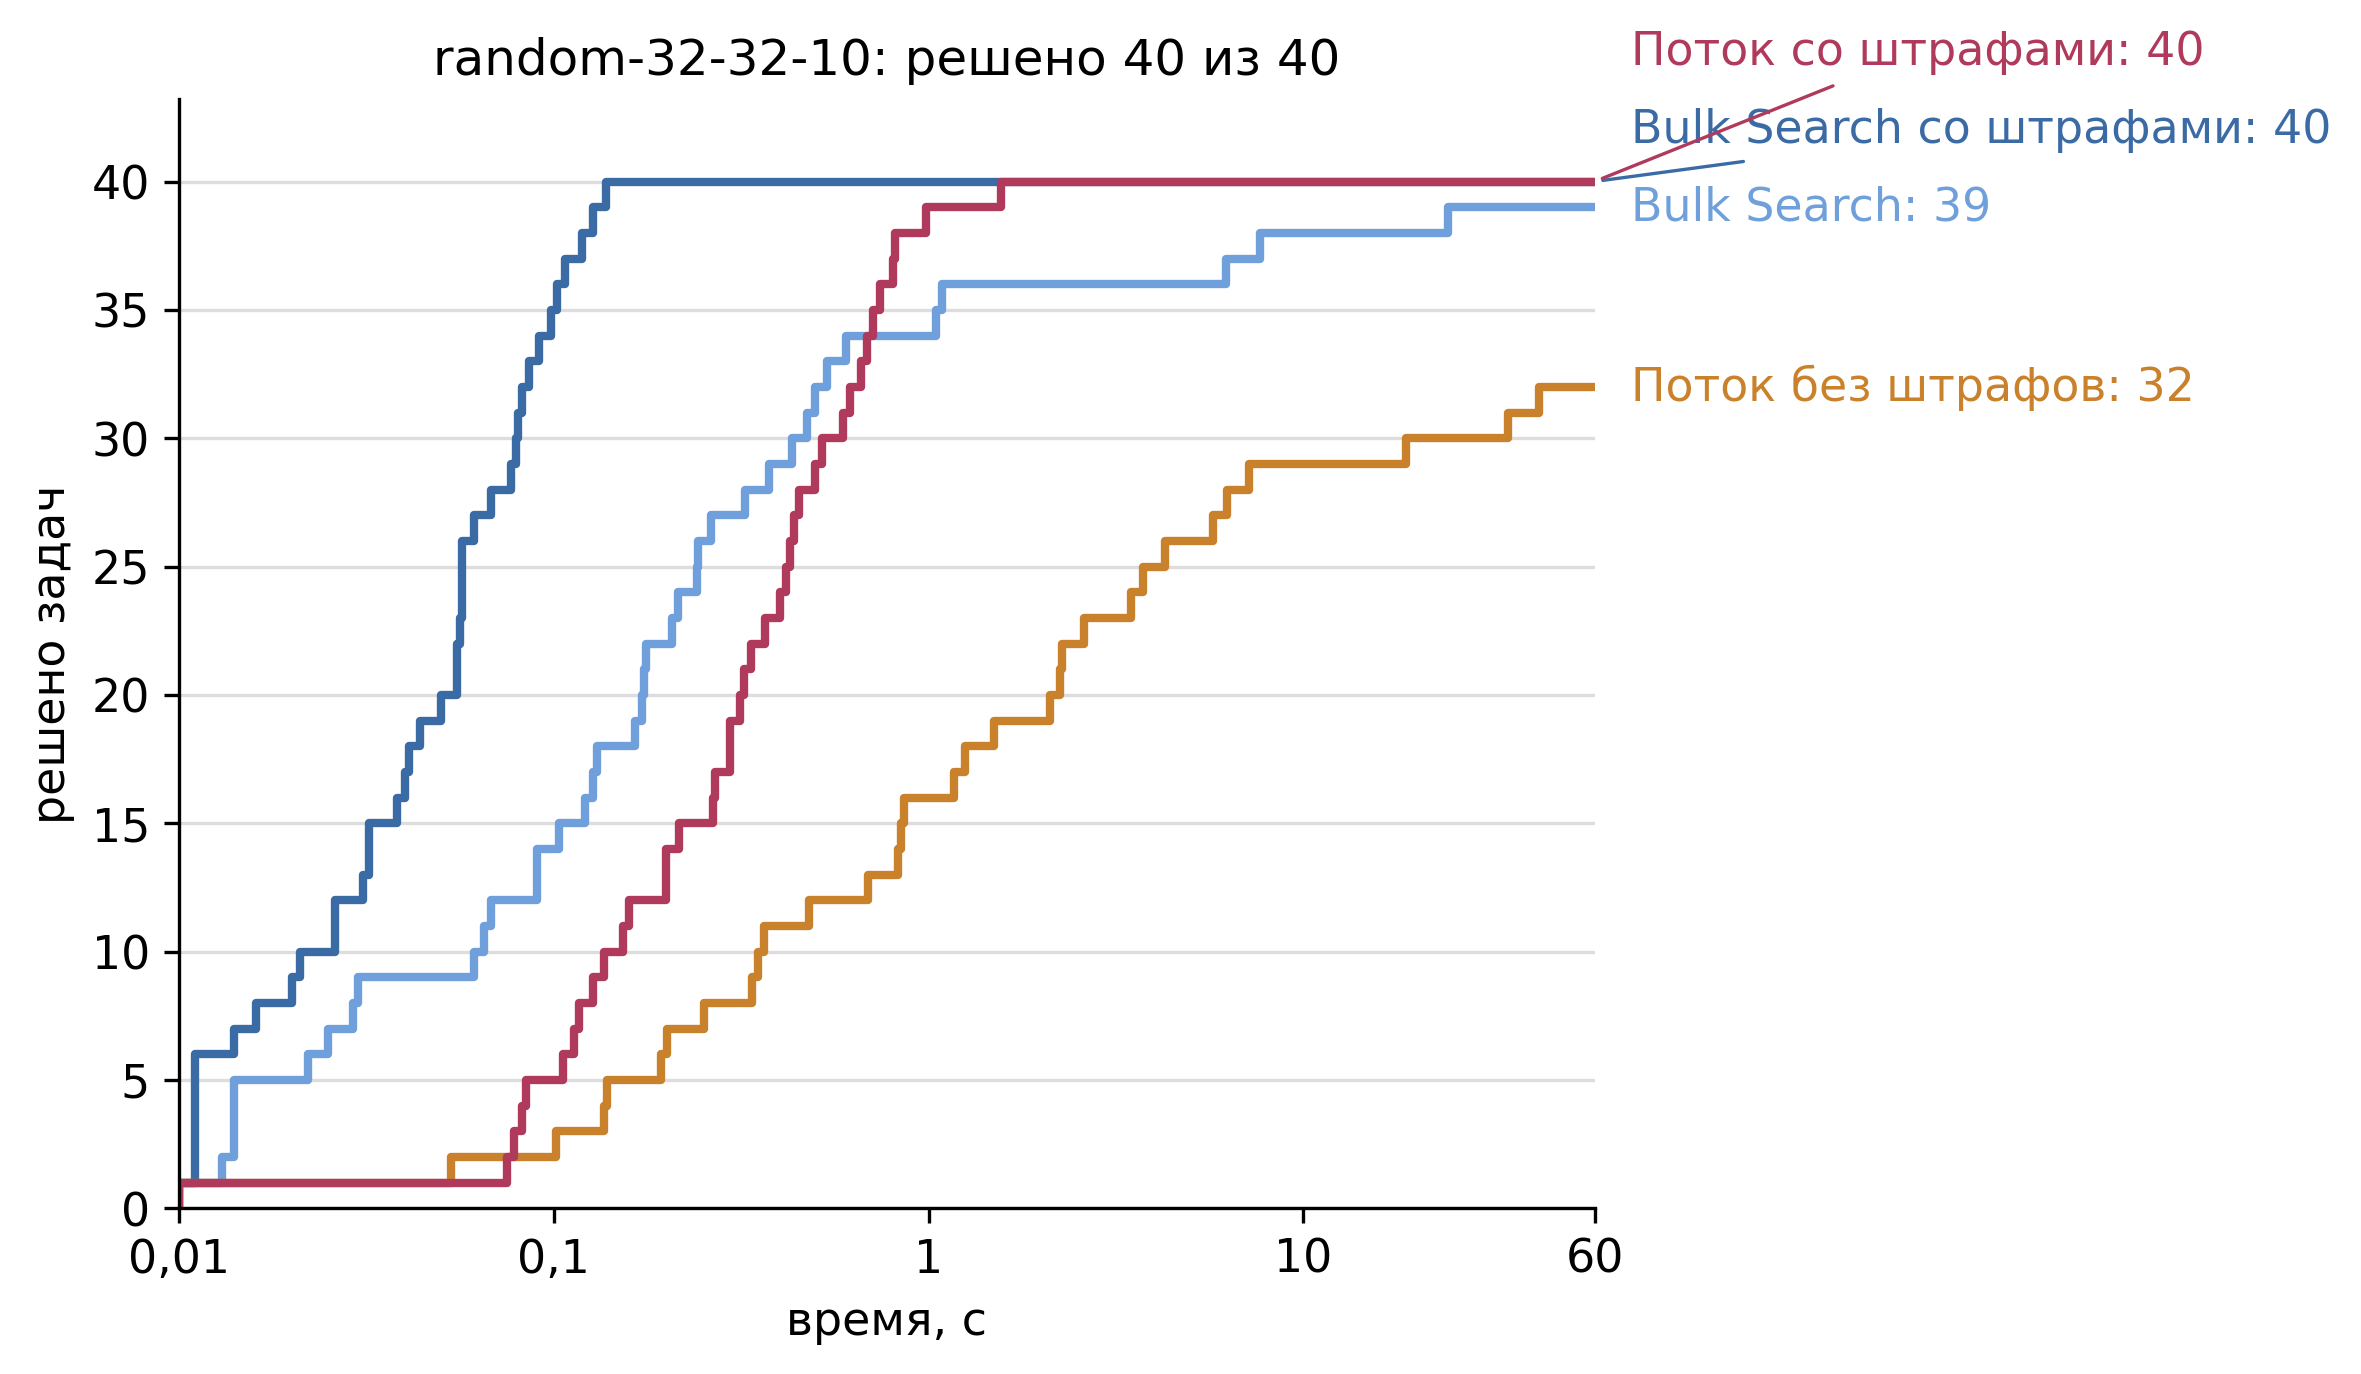 random-32-32-10: решено 40 из 40
Поток со штрафами: 40
Bulk Search со штрафами: 40
Bulk Search: 39
Поток без штрафов: 32
решено задач
40
35
30
25
20
15
10
5
0
0,01
0,1
1
10
60
время, с